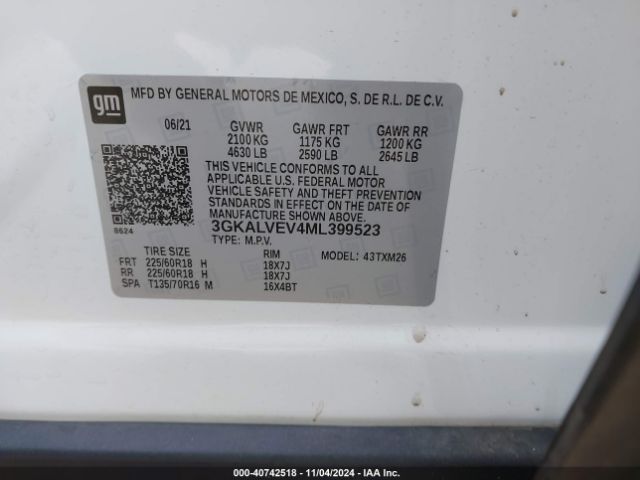 gm
MFD BY GENERAL MOTORS DE MEXICO, S. DE R.L. DE C.V.
06/21 GVWR GAWR FRT GAWR RR
2100 KG 1175 KG 1200 KG
4630 LB 2590 LB 2645 LB
THIS VEHICLE CONFORMS TO ALL
APPLICABLE U.S. FEDERAL MOTOR
VEHICLE SAFETY AND THEFT PREVENTION
STANDARDS IN EFFECT ON THE DATE OF
MANUFACTURE SHOWN ABOVE.
8624
3GKALVEV4ML399523
TYPE: M.P.V.
TIRE SIZE RIM MODEL: 43TXM26
FRT 225/60R18 H 18X7J
RR 225/60R18 H 18X7J
SPA T135/70R16 M 16X4BT
000-40742518 - 11/04/2024 - IAAI.com